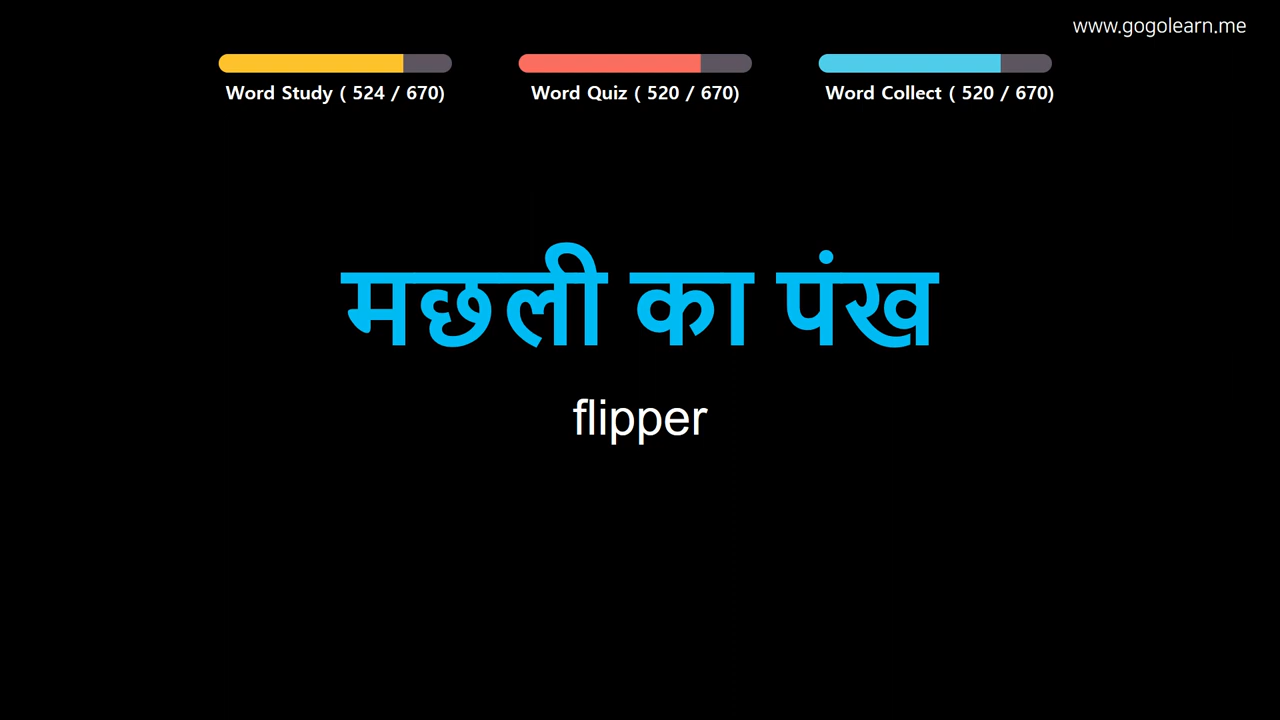 www.gogolearn.me
Word Study ( 524 / 670)
Word Quiz ( 520 / 670)
Word Collect ( 520 / 670)
मछली का पंख
flipper